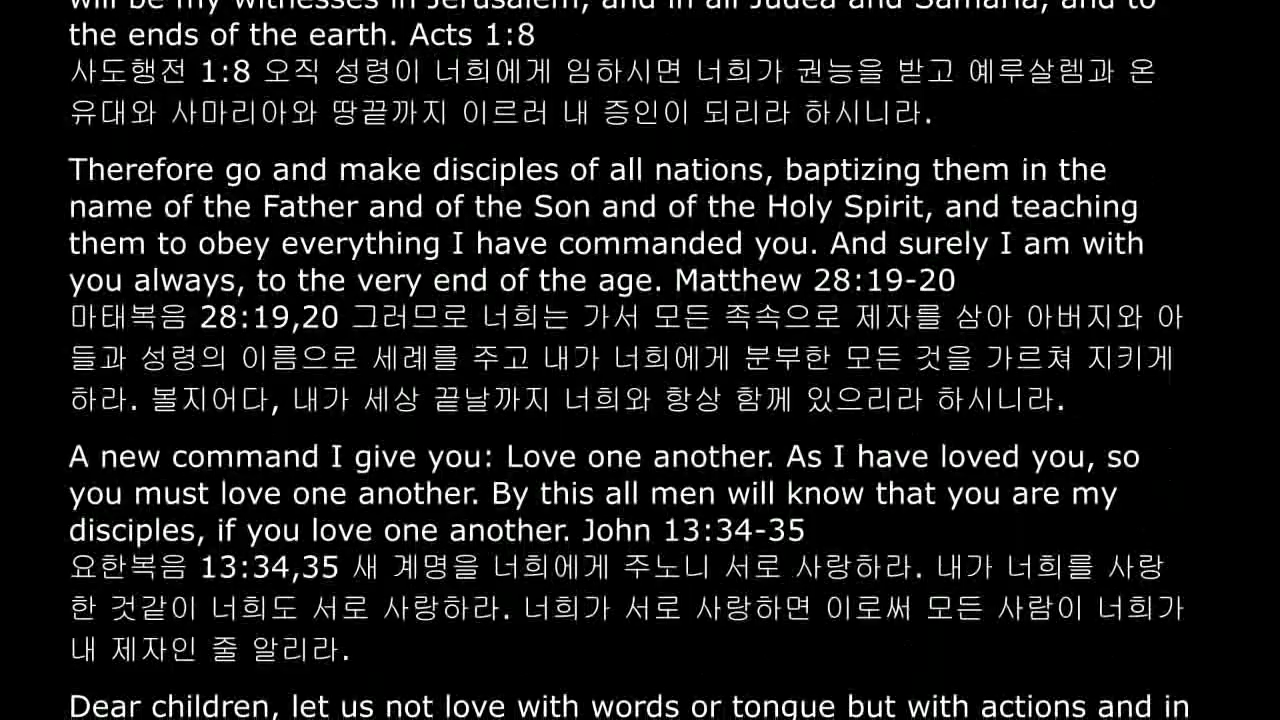 will be my witnesses in Jerusalem, and in all Judea and Samaria, and to
the ends of the earth. Acts 1:8
사도행전 1:8 오직 성령이 너희에게 임하시면 너희가 권능을 받고 예루살렘과 온
유대와 사마리아와 땅끝까지 이르러 내 증인이 되리라 하시니라.
Therefore go and make disciples of all nations, baptizing them in the
name of the Father and of the Son and of the Holy Spirit, and teaching
them to obey everything I have commanded you. And surely I am with
you always, to the very end of the age. Matthew 28:19-20
마태복음 28:19,20 그러므로 너희는 가서 모든 족속으로 제자를 삼아 아버지와 아
들과 성령의 이름으로 세례를 주고 내가 너희에게 분부한 모든 것을 가르쳐 지키게
하라. 볼지어다, 내가 세상 끝날까지 너희와 항상 함께 있으리라 하시니라.
A new command I give you: Love one another. As I have loved you, so
you must love one another. By this all men will know that you are my
disciples, if you love one another. John 13:34-35
요한복음 13:34,35 새 계명을 너희에게 주노니 서로 사랑하라. 내가 너희를 사랑
한 것같이 너희도 서로 사랑하라. 너희가 서로 사랑하면 이로써 모든 사람이 너희가
내 제자인 줄 알리라.
Dear children, let us not love with words or tongue but with actions and in